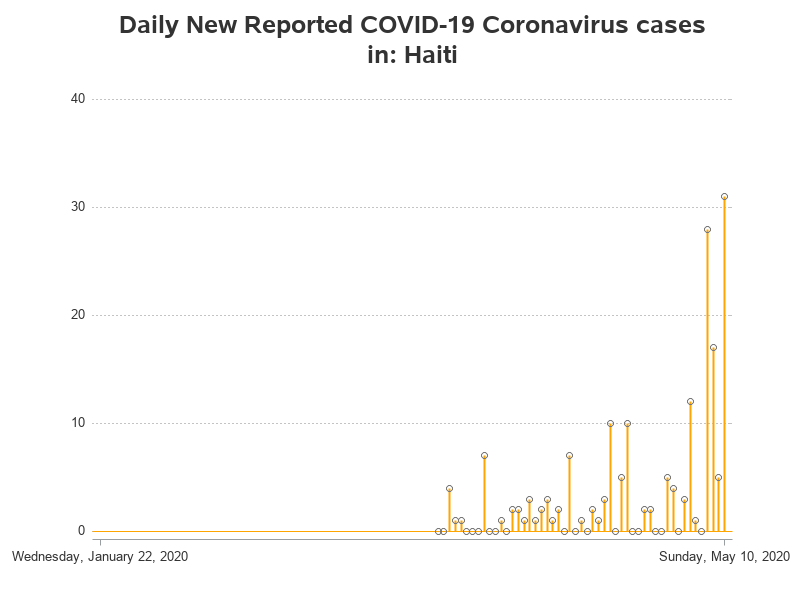 Daily New Reported COVID-19 Coronavirus cases
in: Haiti
40
30
20
10
0
Wednesday, January 22, 2020
Sunday, May 10, 2020